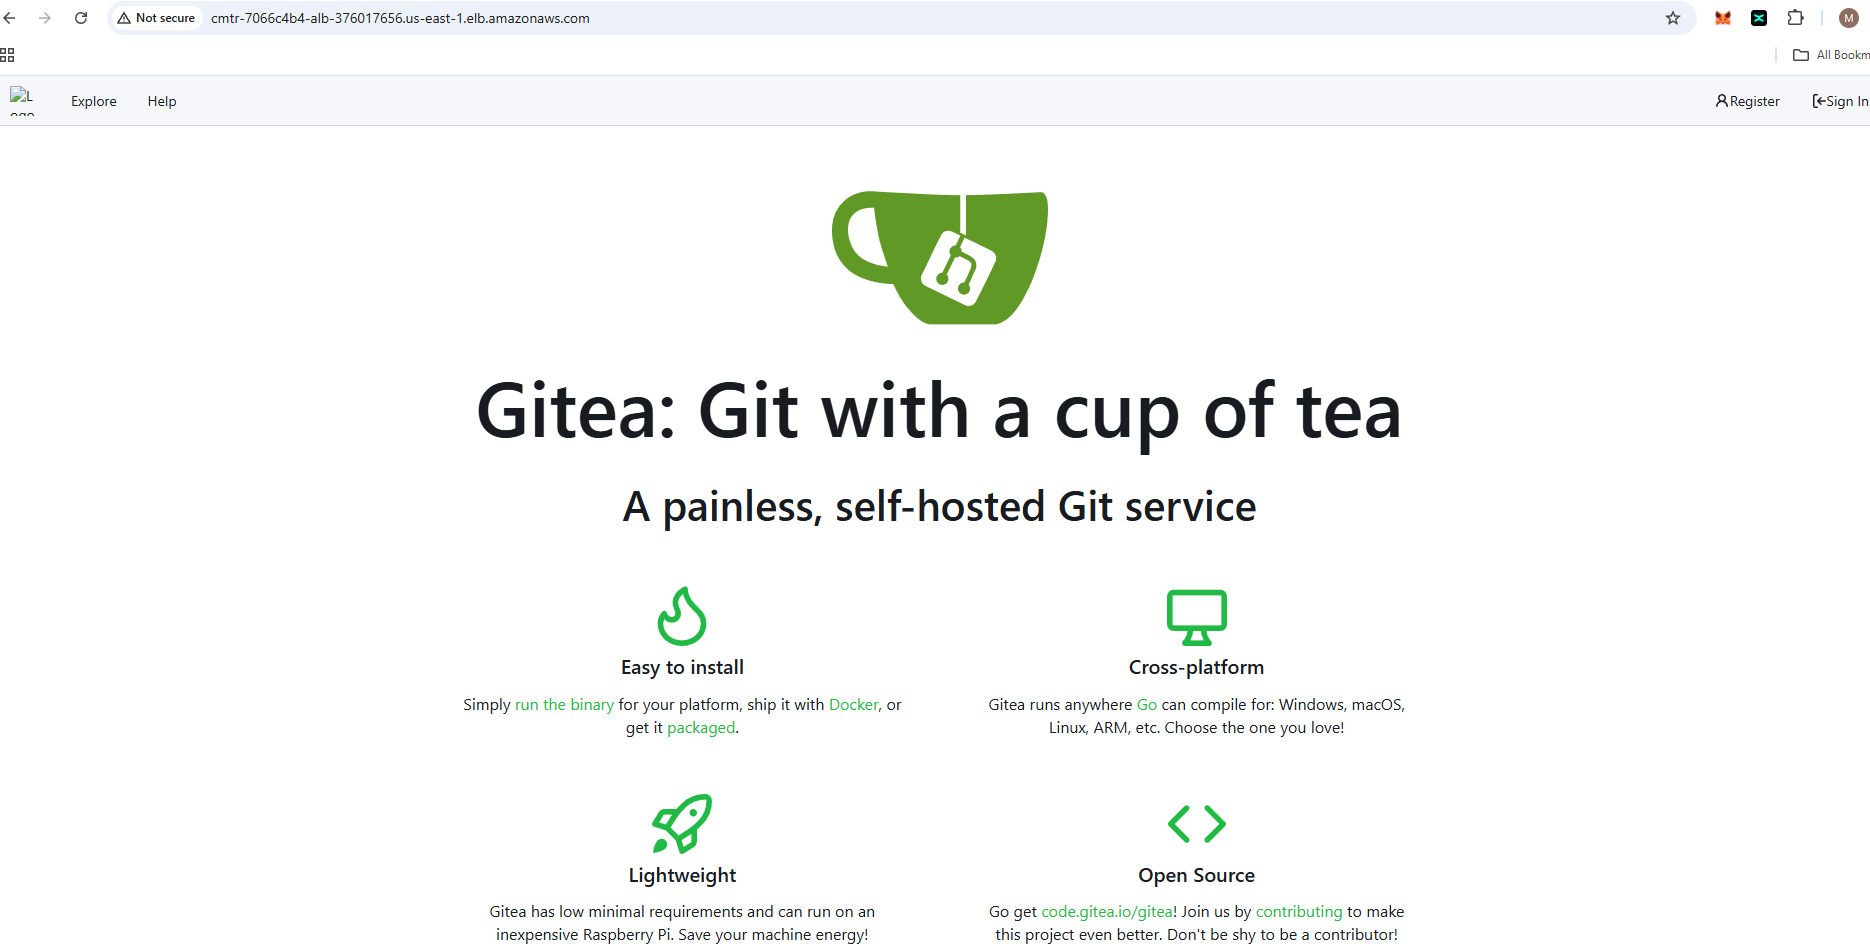 Not secure cmtr-7066c4b4-alb-376017656.us-east-1.elb.amazonaws.com M
All Bookm
Explore Help Register Sign In
Gitea: Git with a cup of tea
A painless, self-hosted Git service
Easy to install
Simply run the binary for your platform, ship it with Docker, or
get it packaged.
Cross-platform
Gitea runs anywhere Go can compile for: Windows, macOS,
Linux, ARM, etc. Choose the one you love!
Lightweight
Gitea has low minimal requirements and can run on an
inexpensive Raspberry Pi. Save your machine energy!
Open Source
Go get code.gitea.io/gitea! Join us by contributing to make
this project even better. Don't be shy to be a contributor!